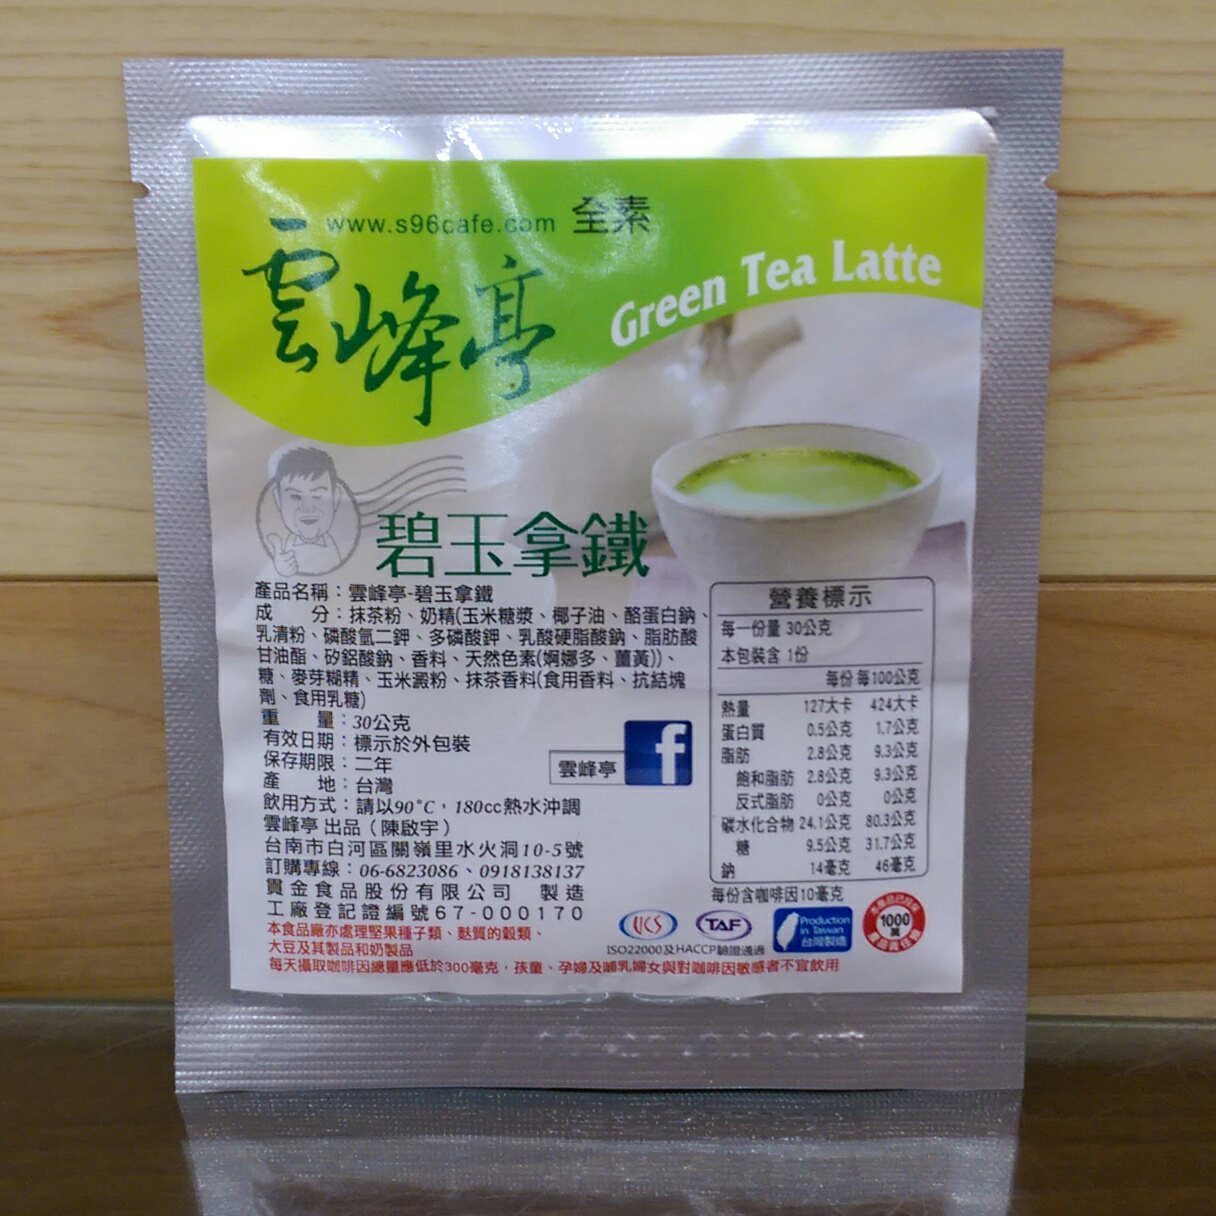 www.s96cafe.com 全素
雲峰亭
Green Tea Latte
碧玉拿鐵
產品名稱：雲峰亭-碧玉拿鐵
成 分：抹茶粉、奶精(玉米糖漿、椰子油、酪蛋白鈉、
乳清粉、磷酸氫二鉀、多磷酸鉀、乳酸硬脂酸鈉、脂肪酸
甘油酯、矽鋁酸鈉、香料、天然色素(婀娜多、薑黃))、
糖、麥芽糊精、玉米澱粉、抹茶香料(食用香料、抗結塊
劑、食用乳糖)
重 量：30公克
有效日期：標示於外包裝
保存期限：二年
產 地：台灣
飲用方式：請以90°C，180cc熱水沖調
雲峰亭 出品（陳啟宇）
台南市白河區關嶺里水火洞10-5號
訂購專線：06-6823086、0918138137
貴金食品股份有限公司 製造
工廠登記證編號67-000170
本食品廠亦處理堅果種子類、麩質的穀類、
大豆及其製品和奶製品
每天攝取咖啡因總量應低於300毫克，孩童、孕婦及哺乳婦女與對咖啡因敏感者不宜飲用
雲峰亭 f
營養標示
每一份量 30公克
本包裝含 1份
每份 每100公克
熱量 127大卡 424大卡
蛋白質 0.5公克 1.7公克
脂肪 2.8公克 9.3公克
飽和脂肪 2.8公克 9.3公克
反式脂肪 0公克 0公克
碳水化合物 24.1公克 80.3公克
糖 9.5公克 31.7公克
鈉 14毫克 46毫克
每份含咖啡因10毫克
UCS
TAF
ISO22000及HACCP驗證通過
Production
in Taiwan
台灣製造
1000
萬